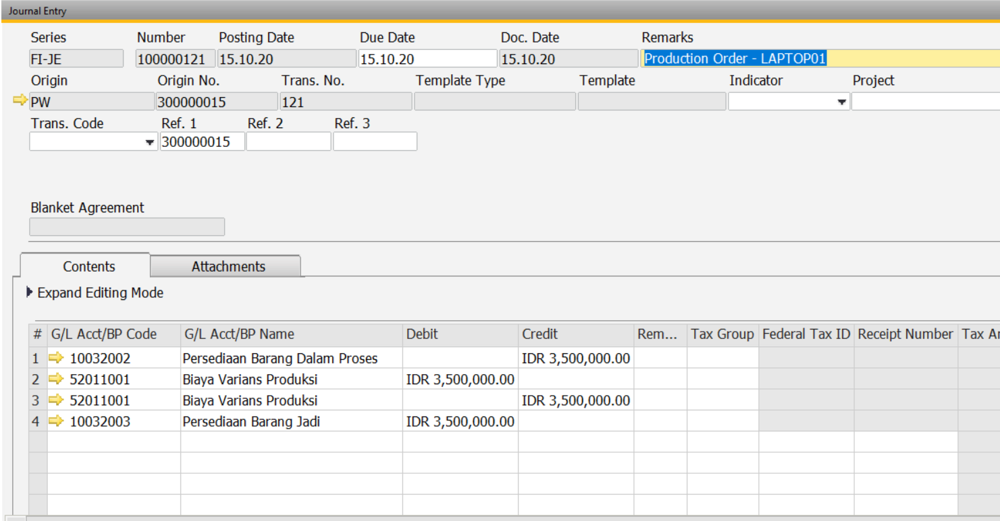 Journal Entry
Series Number Posting Date Due Date Doc. Date Remarks
FI-JE 100000121 15.10.20 15.10.20 15.10.20 Production Order - LAPTOP01
Origin Origin No. Trans. No. Template Type Template Indicator Project
PW 300000015 121
Trans. Code Ref. 1 Ref. 2 Ref. 3
300000015
Blanket Agreement
Contents Attachments
Expand Editing Mode
# G/L Acct/BP Code G/L Acct/BP Name Debit Credit Rem... Tax Group Federal Tax ID Receipt Number Tax
1 10032002 Persediaan Barang Dalam Proses IDR 3,500,000.00
2 52011001 Biaya Varians Produksi IDR 3,500,000.00
3 52011001 Biaya Varians Produksi IDR 3,500,000.00
4 10032003 Persediaan Barang Jadi IDR 3,500,000.00